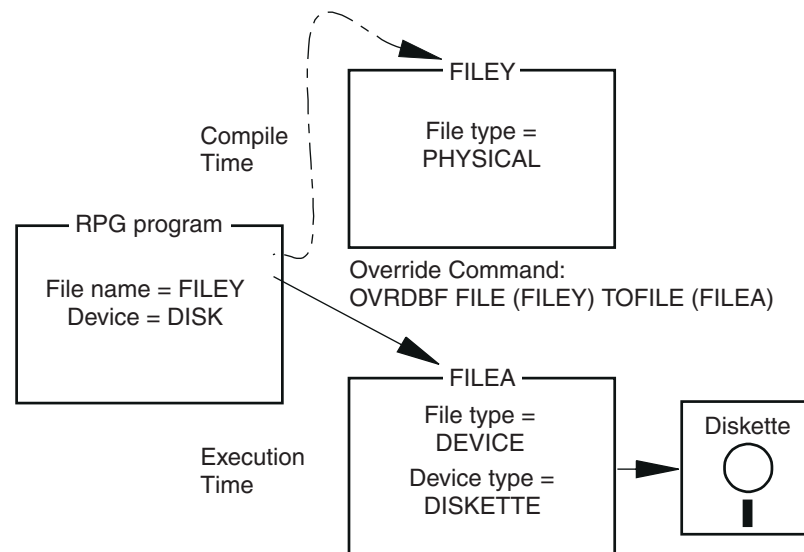 FILEY
File type =
PHYSICAL
Compile
Time
RPG program
File name = FILEY
Device = DISK
Override Command:
OVRDBF FILE (FILEY) TOFILE (FILEA)
FILEA
File type =
DEVICE
Device type =
DISKETTE
Execution
Time
Diskette